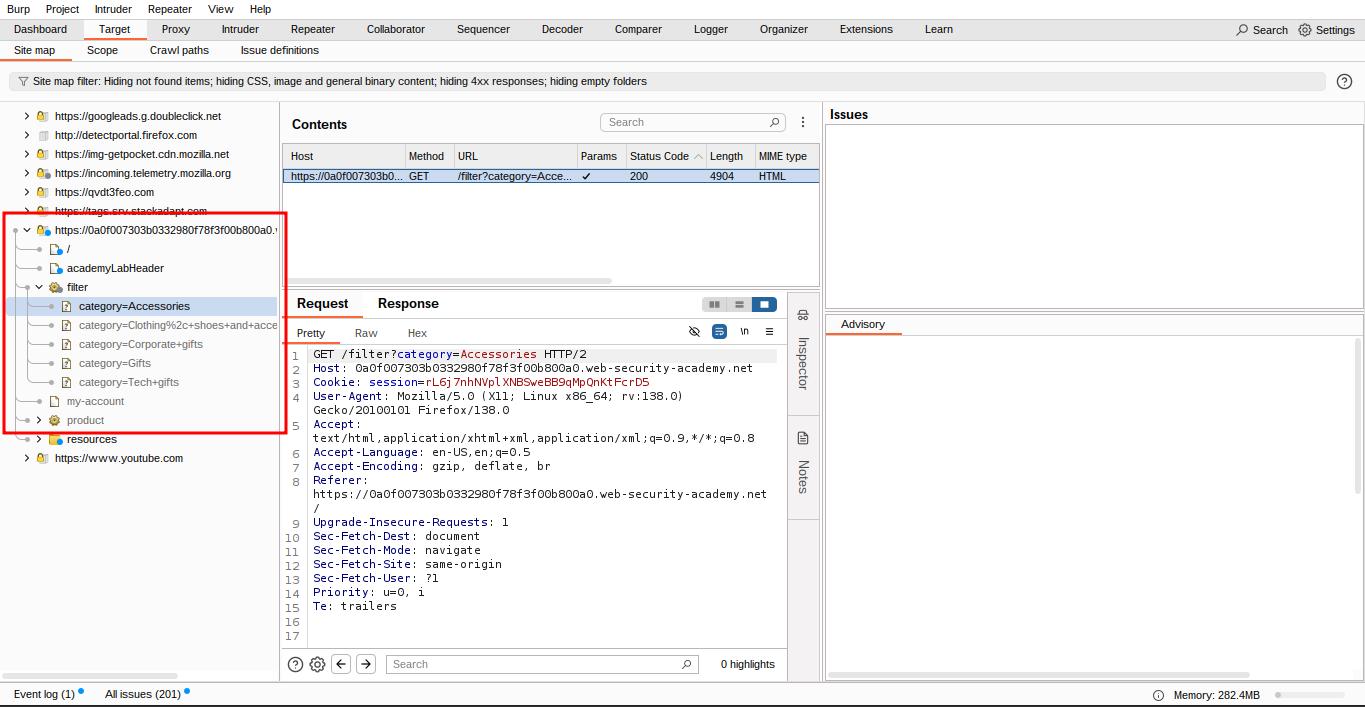 Burp Project Intruder Repeater View Help
Dashboard Target Proxy Intruder Repeater Collaborator Sequencer Decoder Comparer Logger Organizer Extensions Learn Search Settings
Site map Scope Crawl paths Issue definitions
Site map filter: Hiding not found items; hiding CSS, image and general binary content; hiding 4xx responses; hiding empty folders
https://googleads.g.doubleclick.net
http://detectportal.firefox.com
https://img-getpocket.cdn.mozilla.net
https://incoming.telemetry.mozilla.org
https://qvdt3feo.com
https://tags.srv.stackadapt.com
https://0a0f007303b0332980f78f3f00b800a0.
/
academyLabHeader
filter
category=Accessories
category=Clothing%2c+shoes+and+acce
category=Corporate+gifts
category=Gifts
category=Tech+gifts
my-account
product
resources
https://www.youtube.com
Contents
Search
Host Method URL Params Status Code Length MIME type
https://0a0f007303b0... GET /filter?category=Acce... ✓ 200 4904 HTML
Request Response
Pretty Raw Hex \n
1 GET /filter?category=Accessories HTTP/2
2 Host: 0a0f007303b0332980f78f3f00b800a0.web-security-academy.net
3 Cookie: session=rL6j7nhNVplXNBSweBB9qMpQnKtFcrD5
4 User-Agent: Mozilla/5.0 (X11; Linux x86_64; rv:138.0)
Gecko/20100101 Firefox/138.0
5 Accept:
text/html,application/xhtml+xml,application/xml;q=0.9,*/*;q=0.8
6 Accept-Language: en-US,en;q=0.5
7 Accept-Encoding: gzip, deflate, br
8 Referer:
https://0a0f007303b0332980f78f3f00b800a0.web-security-academy.net
/
9 Upgrade-Insecure-Requests: 1
10 Sec-Fetch-Dest: document
11 Sec-Fetch-Mode: navigate
12 Sec-Fetch-Site: same-origin
13 Sec-Fetch-User: ?1
14 Priority: u=0, i
15 Te: trailers
16
17
Search
0 highlights
Inspector
Notes
Issues
Advisory
Event log (1) All issues (201) Memory: 282.4MB